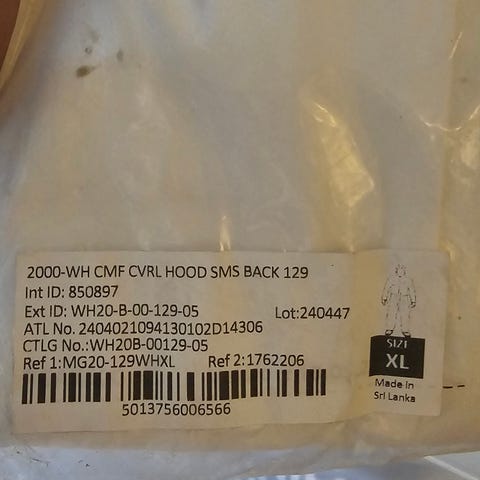 2000-WH CMF CVRL HOOD SMS BACK 129
Int ID: 850897
Ext ID: WH20-B-00-129-05 Lot:240447
ATL No. 2404021094130102D14306
CTLG No.:WH20B-00129-05
Ref 1:MG20-129WHXL Ref 2:1762206
5013756006566
SIZE
XL
Made in
Sri Lanka